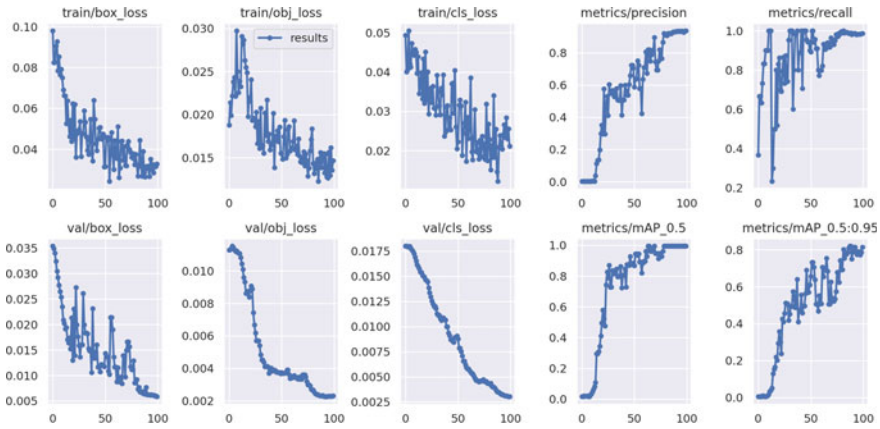 train/box_loss
train/obj_loss
train/cls_loss
metrics/precision
metrics/recall
0.10
0.08
0.06
0.04
0 50 100
0.030
0.025
0.020
0.015
results
0 50 100
0.05
0.04
0.03
0.02
0 50 100
0.8
0.6
0.4
0.2
0.0
0 50 100
1.0
0.8
0.6
0.4
0.2
0 50 100
val/box_loss
val/obj_loss
val/cls_loss
metrics/mAP_0.5
metrics/mAP_0.5:0.95
0.035
0.030
0.025
0.020
0.015
0.010
0.005
0 50 100
0.010
0.008
0.006
0.004
0.002
0 50 100
0.0175
0.0150
0.0125
0.0100
0.0075
0.0050
0.0025
0 50 100
1.0
0.8
0.6
0.4
0.2
0.0
0 50 100
0.8
0.6
0.4
0.2
0.0
0 50 100